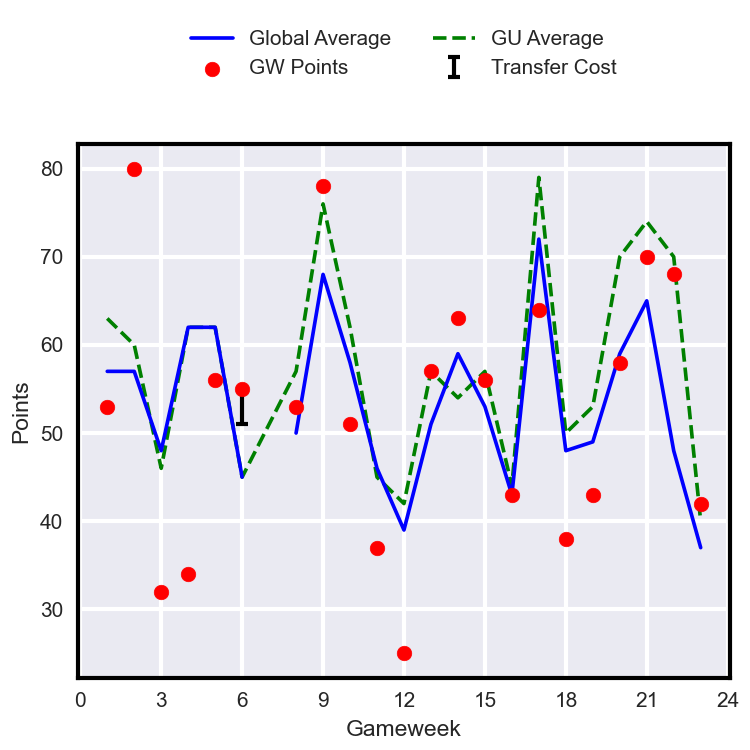 Global Average
GU Average
GW Points
Transfer Cost
80
70
60
50
40
30
Points
0 3 6 9 12 15 18 21 24
Gameweek